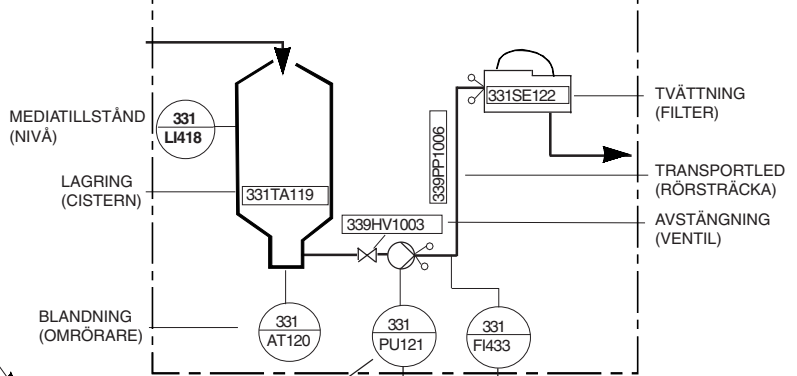 331SE122
TVÄTTNING
(FILTER)
MEDIATILLSTÅND
(NIVÅ)
331
LI418
339PP1006
TRANSPORTLED
(RÖRSTRÄCKA)
LAGRING
(CISTERN)
331TA119
339HV1003
AVSTÄNGNING
(VENTIL)
BLANDNING
(OMRÖRARE)
331
AT120
331
PU121
331
FI433